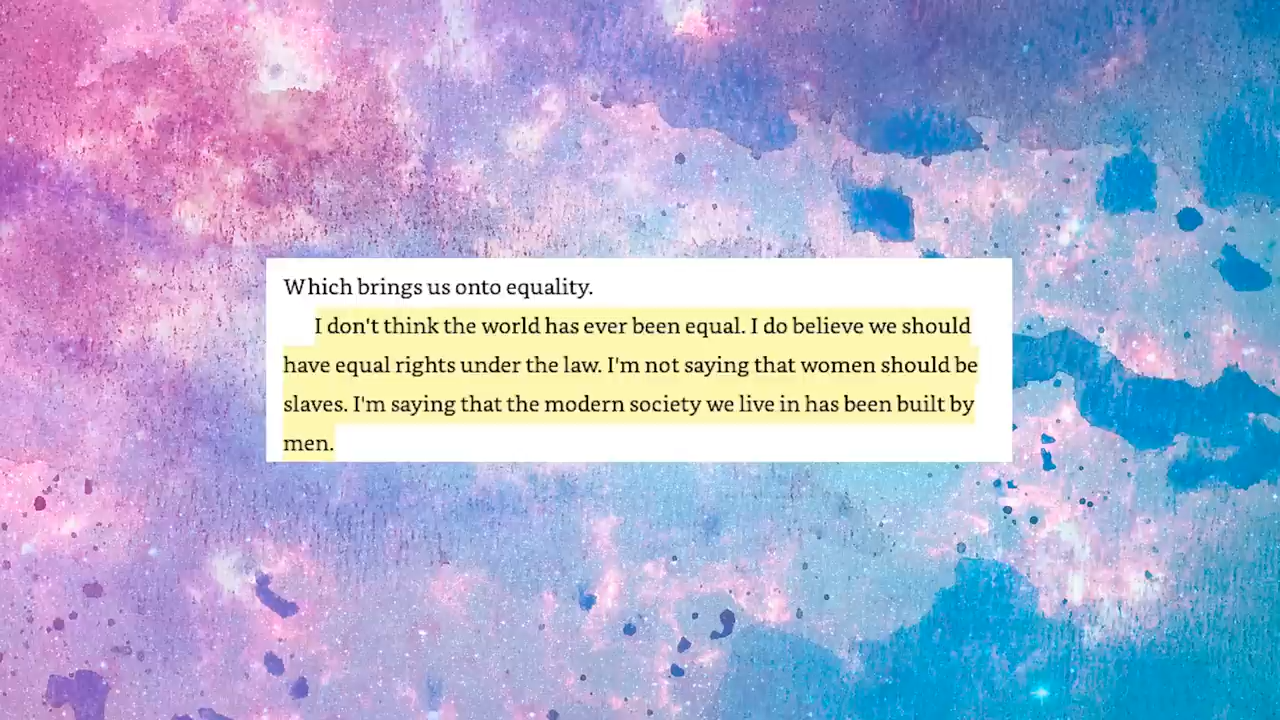 Which brings us onto equality.
I don't think the world has ever been equal. I do believe we should
have equal rights under the law. I'm not saying that women should be
slaves. I'm saying that the modern society we live in has been built by
men.